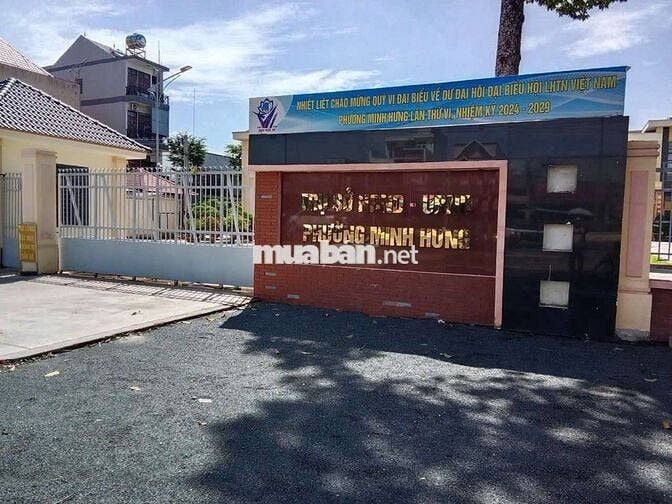 NHIỆT LIỆT CHÀO MỪNG QUÝ VỊ ĐẠI BIỂU VỀ DỰ ĐẠI HỘI ĐẠI BIỂU HỘI LHTN VIỆT NAM
PHƯỜNG MINH HƯNG LẦN THỨ VI, NHIỆM KỲ 2024 - 2029
TRỤ SỞ HĐND - UBND
PHƯỜNG MINH HƯNG
muaban.net